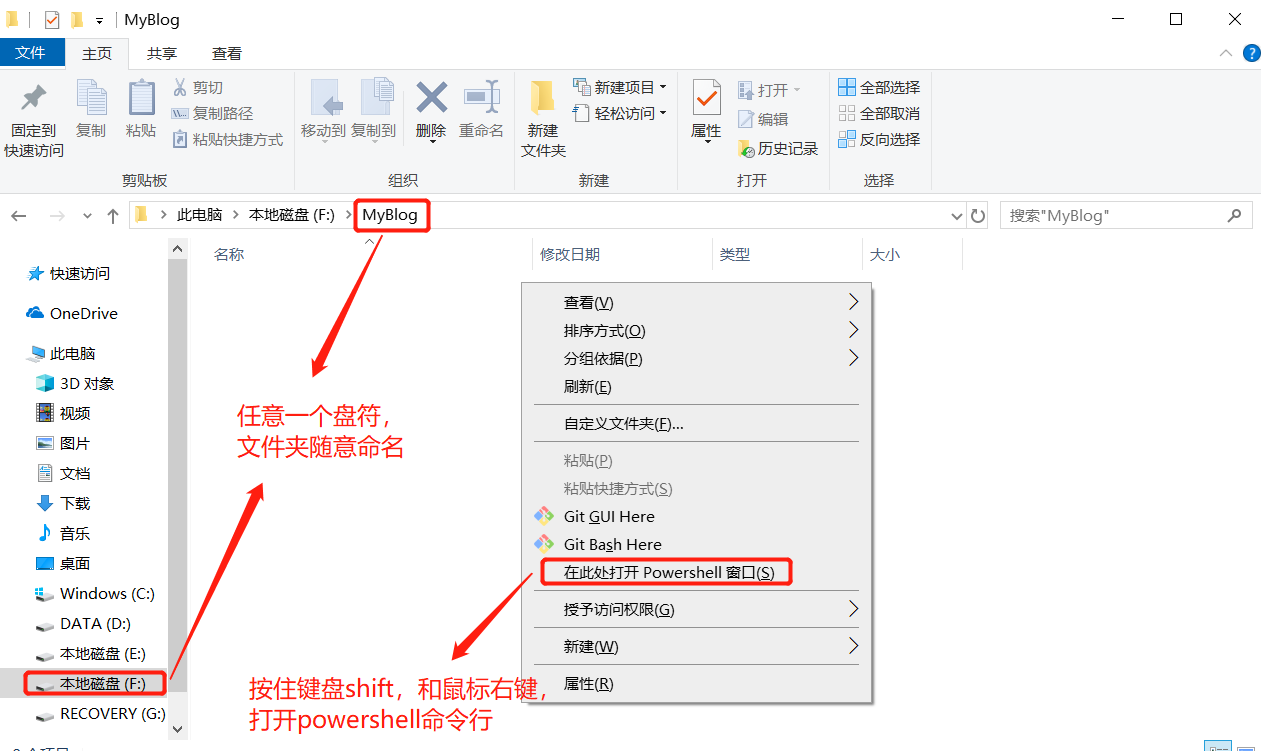 MyBlog
文件 主页 共享 查看
固定到
快速访问
复制
粘贴
剪切
复制路径
粘贴快捷方式
剪贴板
移动到
复制到
删除
重命名
组织
新建
文件夹
新建项目
轻松访问
新建
属性
打开
编辑
历史记录
打开
全部选择
全部取消
反向选择
选择
此电脑 > 本地磁盘 (F:) > MyBlog
搜索"MyBlog"
名称 修改日期 类型 大小
快速访问
OneDrive
此电脑
3D 对象
视频
图片
文档
下载
音乐
桌面
Windows (C:)
DATA (D:)
本地磁盘 (E:)
本地磁盘 (F:)
RECOVERY (G:)
任意一个盘符，
文件夹随意命名
查看(V)
排序方式(O)
分组依据(P)
刷新(E)
自定义文件夹(F)...
粘贴(P)
粘贴快捷方式(S)
Git GUI Here
Git Bash Here
在此处打开 Powershell 窗口(S)
授予访问权限(G)
新建(W)
属性(R)
按住键盘shift，和鼠标右键，
打开powershell命令行